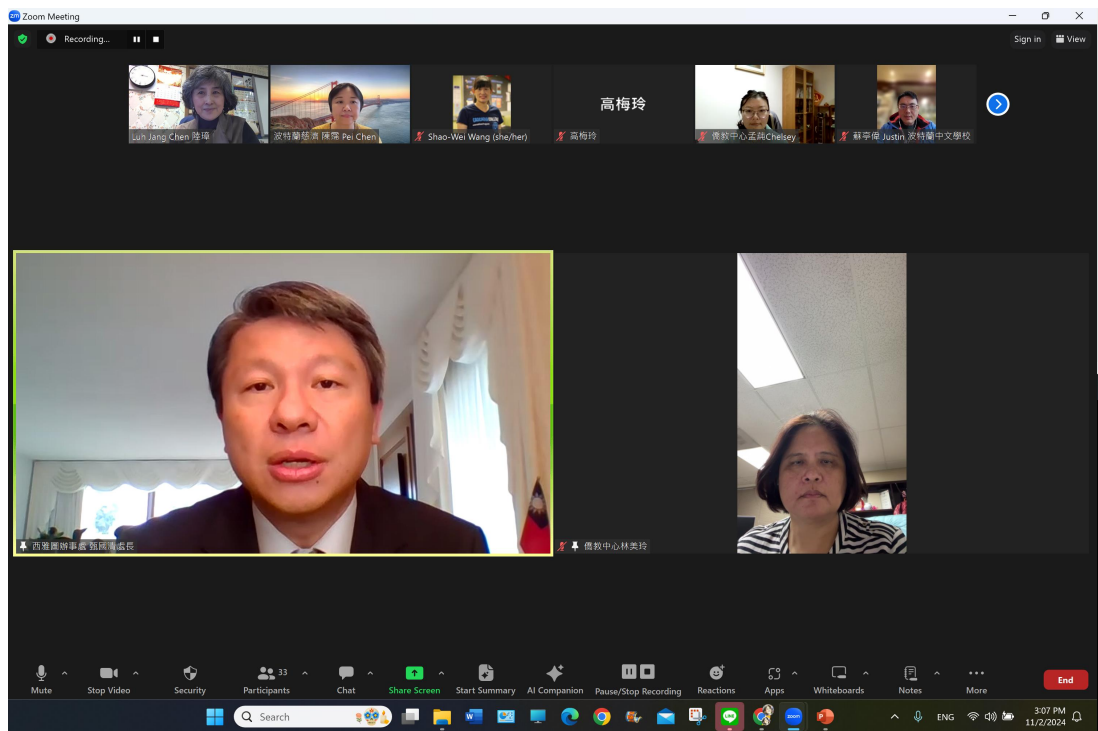 Zoom Meeting
Recording...
Sign in
View
Lun Jang Chen 陸璋
波特蘭慈濟 陳霈 Pei Chen
Shao-Wei Wang (she/her)
高梅玲
高梅玲
僑教中心孟純Chelsey
蘇亭偉 Justin 波特蘭中文學校
西雅圖辦事處 處長
僑教中心林美玲
Mute
Stop Video
Security
33
Participants
Chat
Share Screen
Start Summary
AI Companion
Pause/Stop Recording
Reactions
Apps
Whiteboards
Notes
More
End
Search
ENG
3:07 PM
11/2/2024